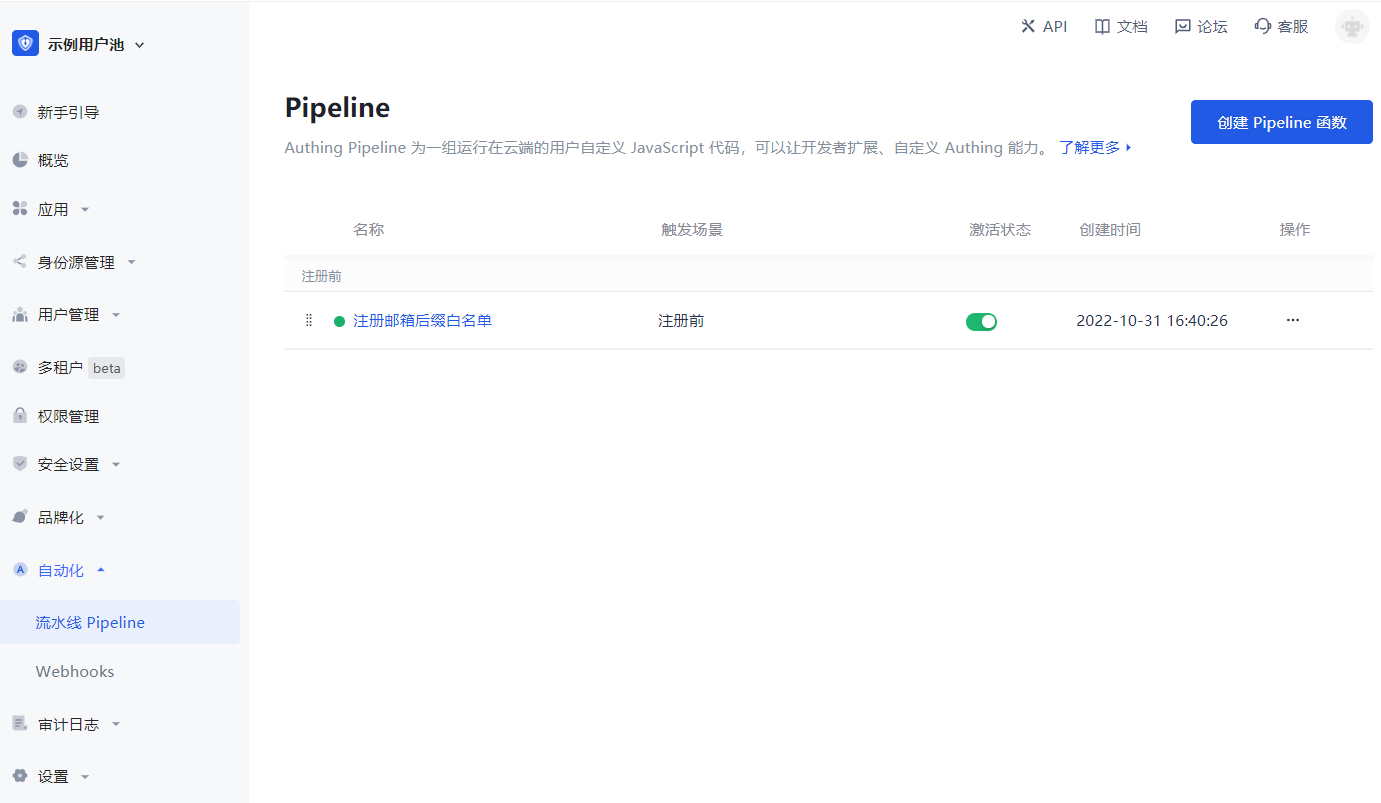 示例用户池
API 文档 论坛 客服
新手引导
概览
应用
身份源管理
用户管理
多租户 beta
权限管理
安全设置
品牌化
A 自动化
流水线 Pipeline
Webhooks
审计日志
设置
Pipeline
创建 Pipeline 函数
Authing Pipeline 为一组运行在云端的用户自定义 JavaScript 代码，可以让开发者扩展、自定义 Authing 能力。 了解更多
名称 触发场景 激活状态 创建时间 操作
注册前
注册邮箱后缀白名单 注册前 2022-10-31 16:40:26 ···